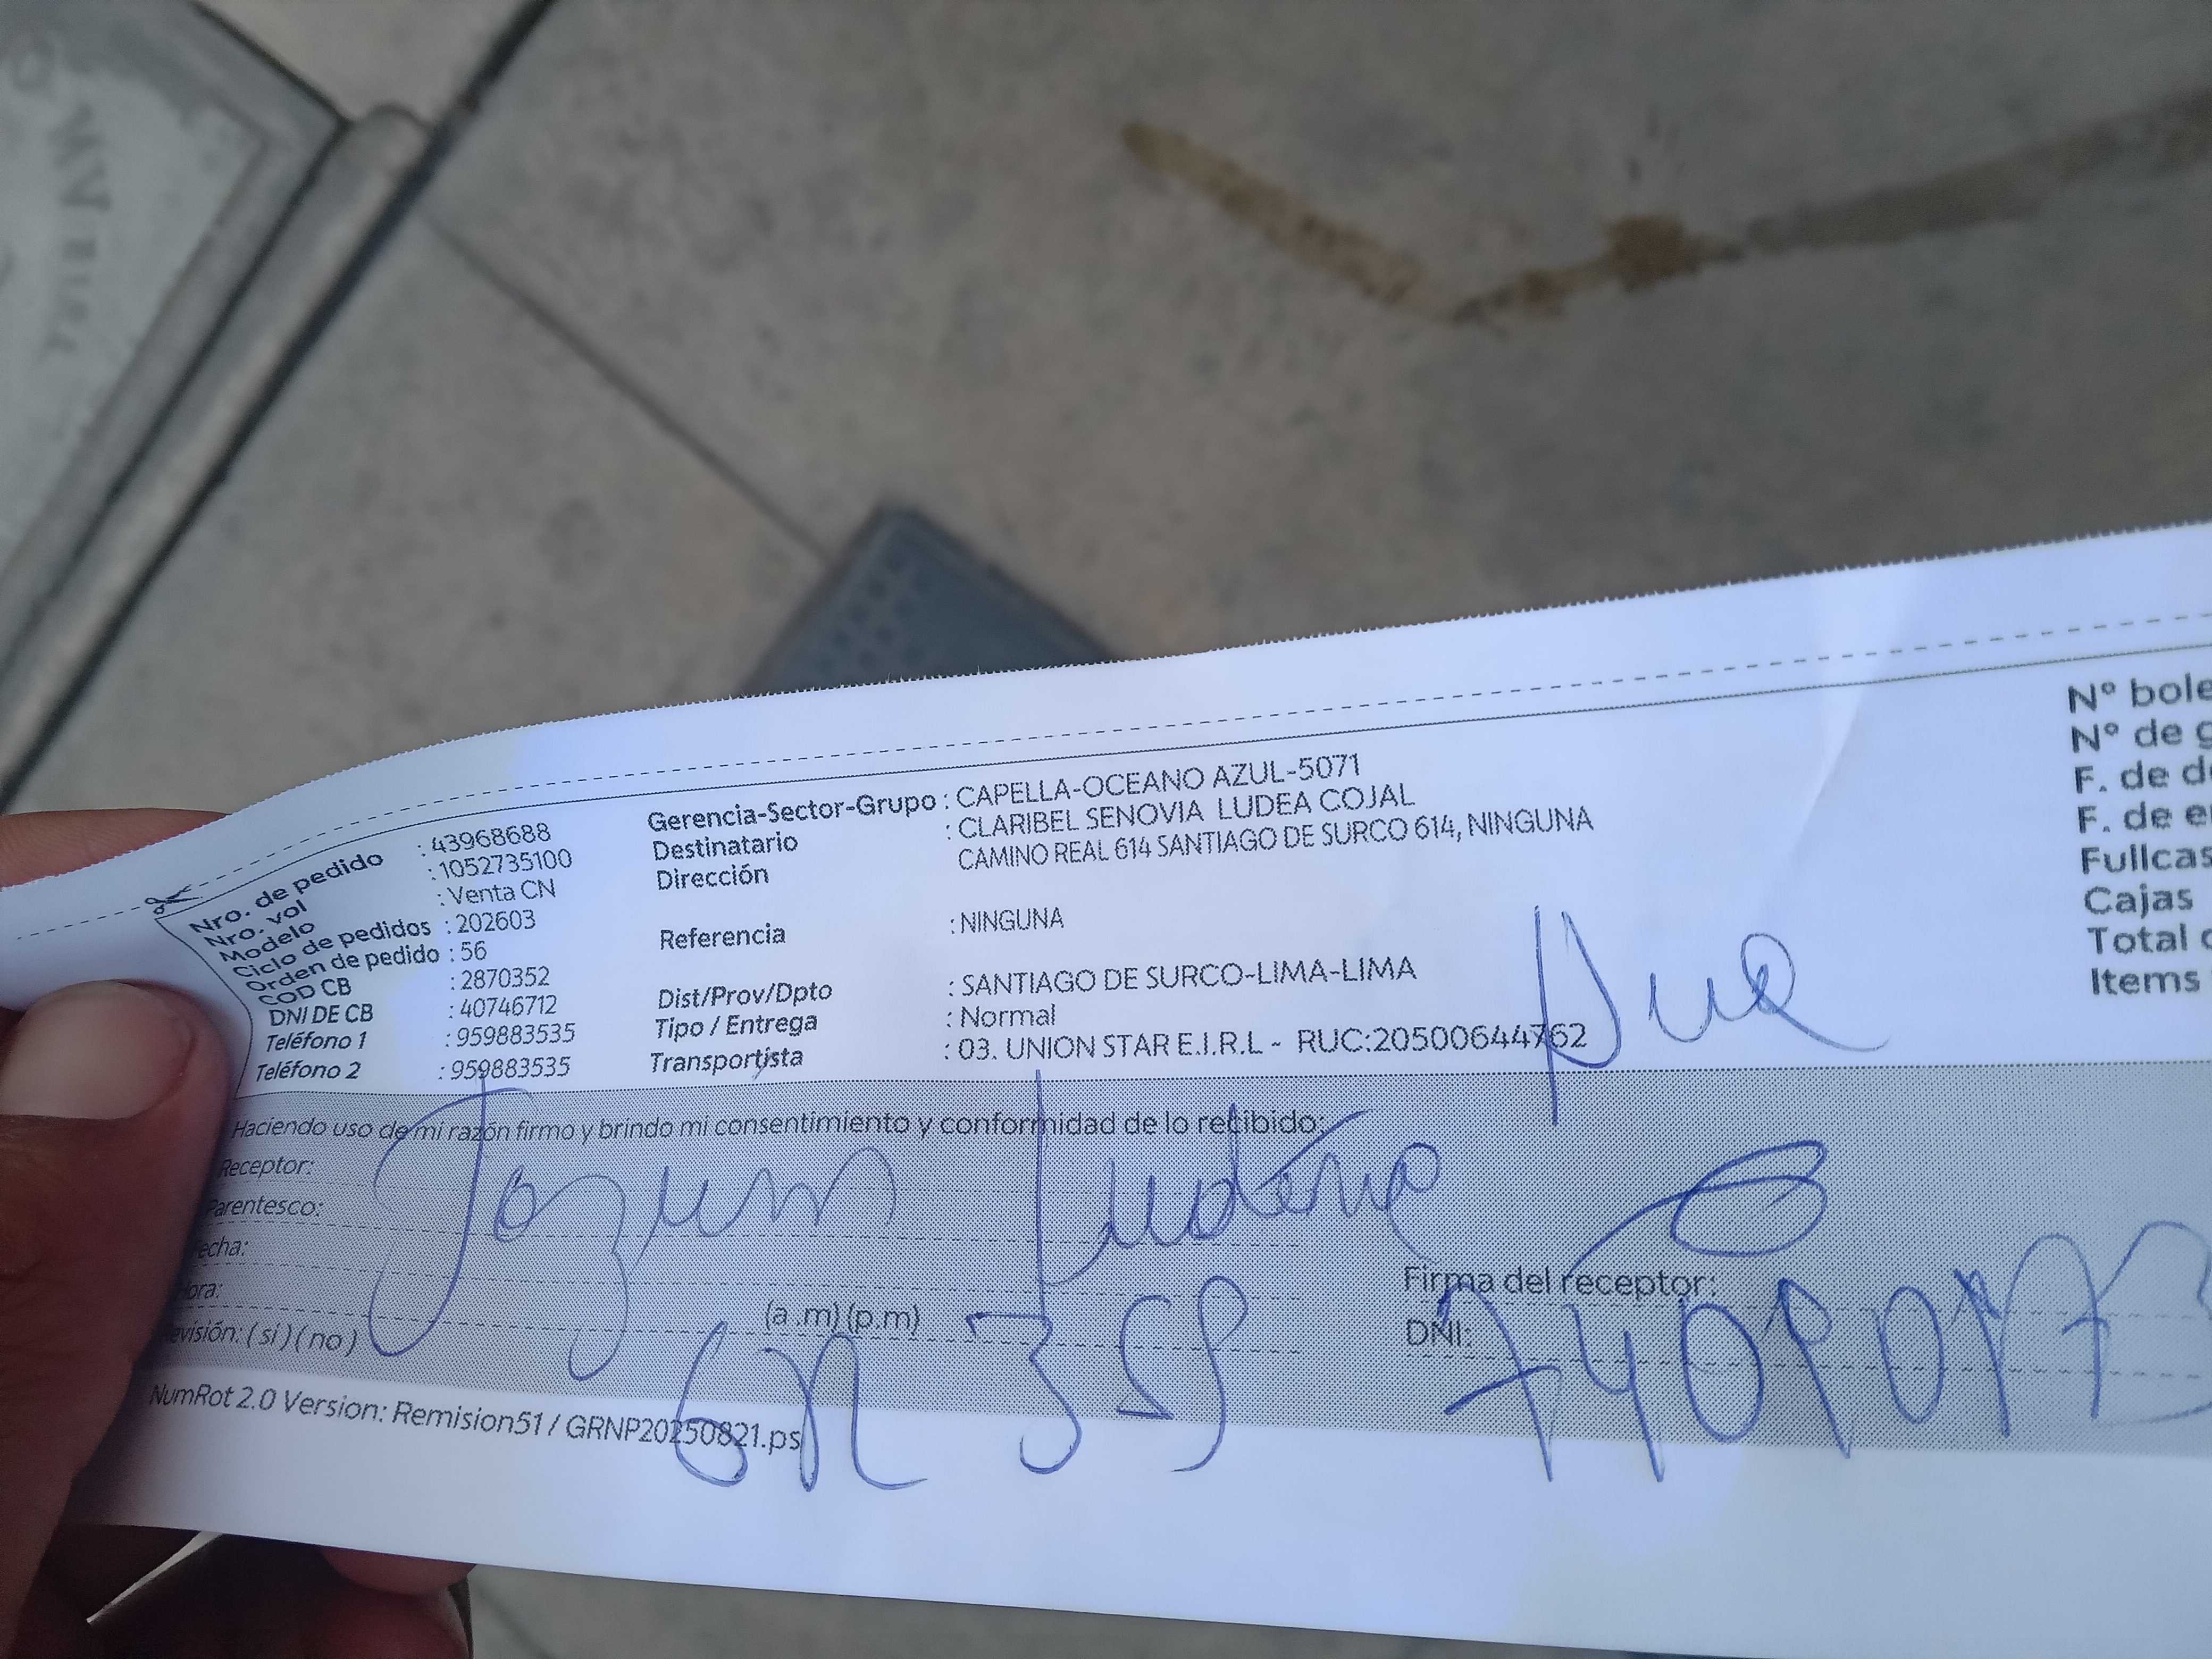 Nro. de pedido : 43968688
Nro. vol : 1052735100
Modelo : Venta CN
Ciclo de pedidos : 202603
Orden de pedido : 56
COD CB : 2870352
DNI DE CB : 40746712
Teléfono 1 : 959883535
Teléfono 2 : 959883535
Gerencia-Sector-Grupo : CAPELLA-OCEANO AZUL-5071
Destinatario : CLARIBEL SENOVIA LUDEA COJAL
Dirección CAMINO REAL 614 SANTIAGO DE SURCO 614, NINGUNA
Referencia : NINGUNA
Dist/Prov/Dpto : SANTIAGO DE SURCO-LIMA-LIMA
Tipo / Entrega : Normal
Transportista : 03. UNION STAR E.I.R.L - RUC:20500644762
N° bole
N° de g
F. de d
F. de e
Fullcas
Cajas
Total
Items
Haciendo uso de mi razón firmo y brindo mi consentimiento y conformidad de lo recibido:
Receptor:
Parentesco:
echa:
ora:
(a.m) (p.m)
evisión: ( si ) ( no )
Firma del receptor:
DNI:
NumRot 2.0 Version: Remision51 / GRNP20250821.ps